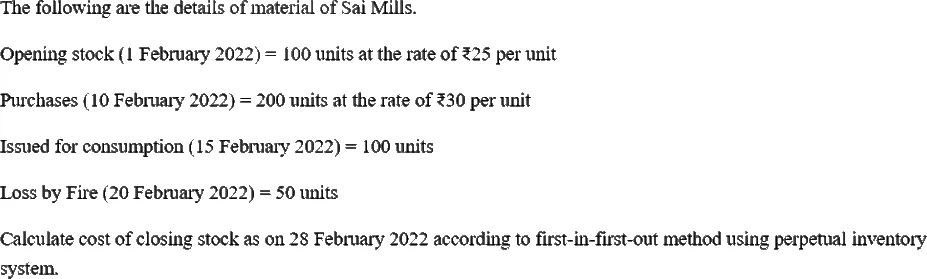 The following are the details of material of Sai Mills.
Opening stock (1 February 2022) = 100 units at the rate of ₹25 per unit
Purchases (10 February 2022) = 200 units at the rate of ₹30 per unit
Issued for consumption (15 February 2022) = 100 units
Loss by Fire (20 February 2022) = 50 units
Calculate cost of closing stock as on 28 February 2022 according to first-in-first-out method using perpetual inventory
system.